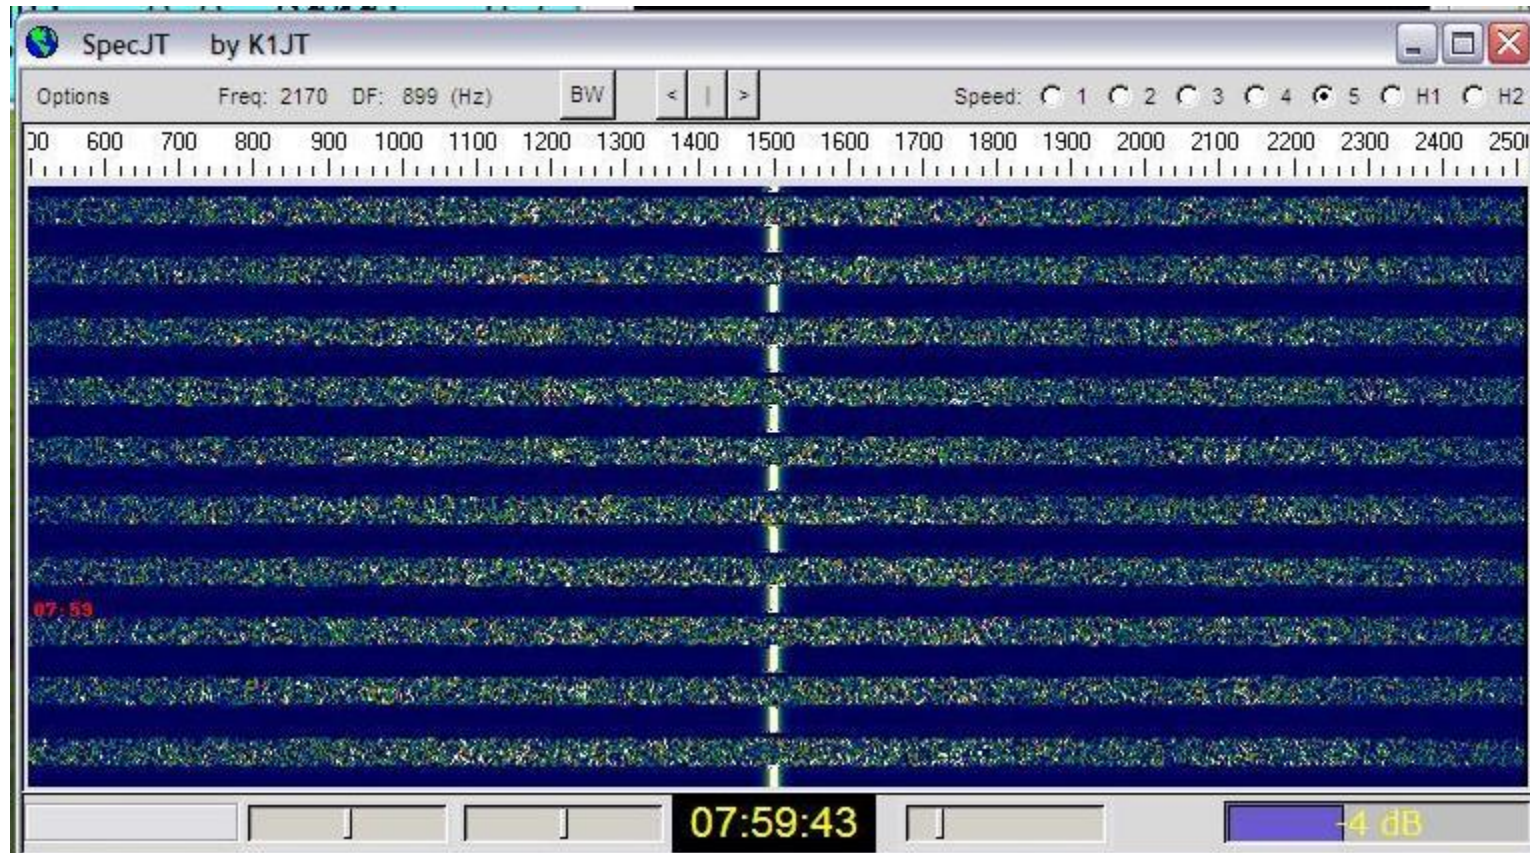 SpecJT by K1JT
Options Freq: 2170 DF: 899 (Hz) BW < | > Speed: 1 2 3 4 5 H1 H2
00 600 700 800 900 1000 1100 1200 1300 1400 1500 1600 1700 1800 1900 2000 2100 2200 2300 2400 2500
07:59
07:59:43 -4 dB